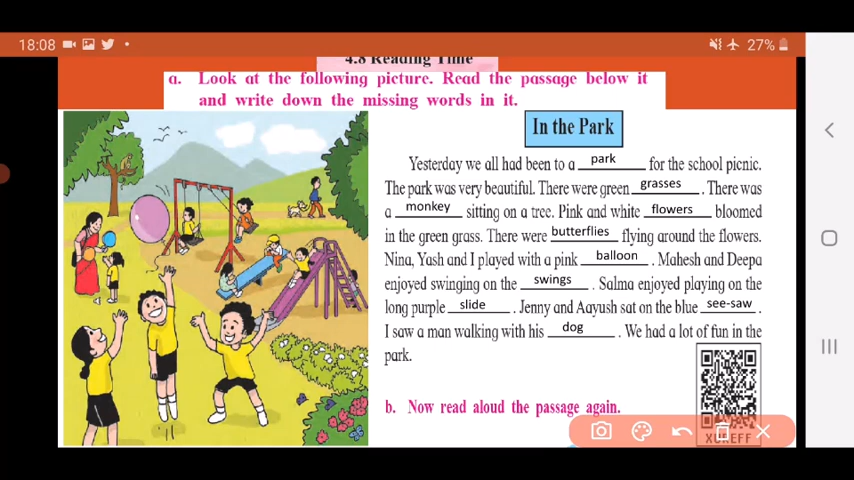 18:08
27%
4.8 Reading Time
a. Look at the following picture. Read the passage below it
and write down the missing words in it.
In the Park
Yesterday we all had been to a park for the school picnic.
The park was very beautiful. There were green grasses . There was
a monkey sitting on a tree. Pink and white flowers bloomed
in the green grass. There were butterflies flying around the flowers.
Nina, Yash and I played with a pink balloon . Mahesh and Deepa
enjoyed swinging on the swings . Salma enjoyed playing on the
long purple slide . Jenny and Aayush sat on the blue see-saw .
I saw a man walking with his dog . We had a lot of fun in the
park.
b. Now read aloud the passage again.